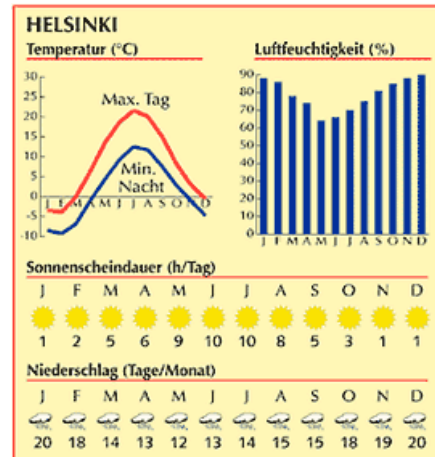 HELSINKI
Temperatur (°C)
Luftfeuchtigkeit (%)
30
25
20
15
10
5
0
-5
-10
Max. Tag
Min.
Nacht
J F M A M J J A S O N D
90
80
70
60
50
40
30
20
10
0
J F M A M J J A S O N D
Sonnenscheindauer (h/Tag)
J F M A M J J A S O N D
1 2 5 6 9 10 10 8 5 3 1 1
Niederschlag (Tage/Monat)
J F M A M J J A S O N D
20 18 14 13 12 13 14 15 15 18 19 20